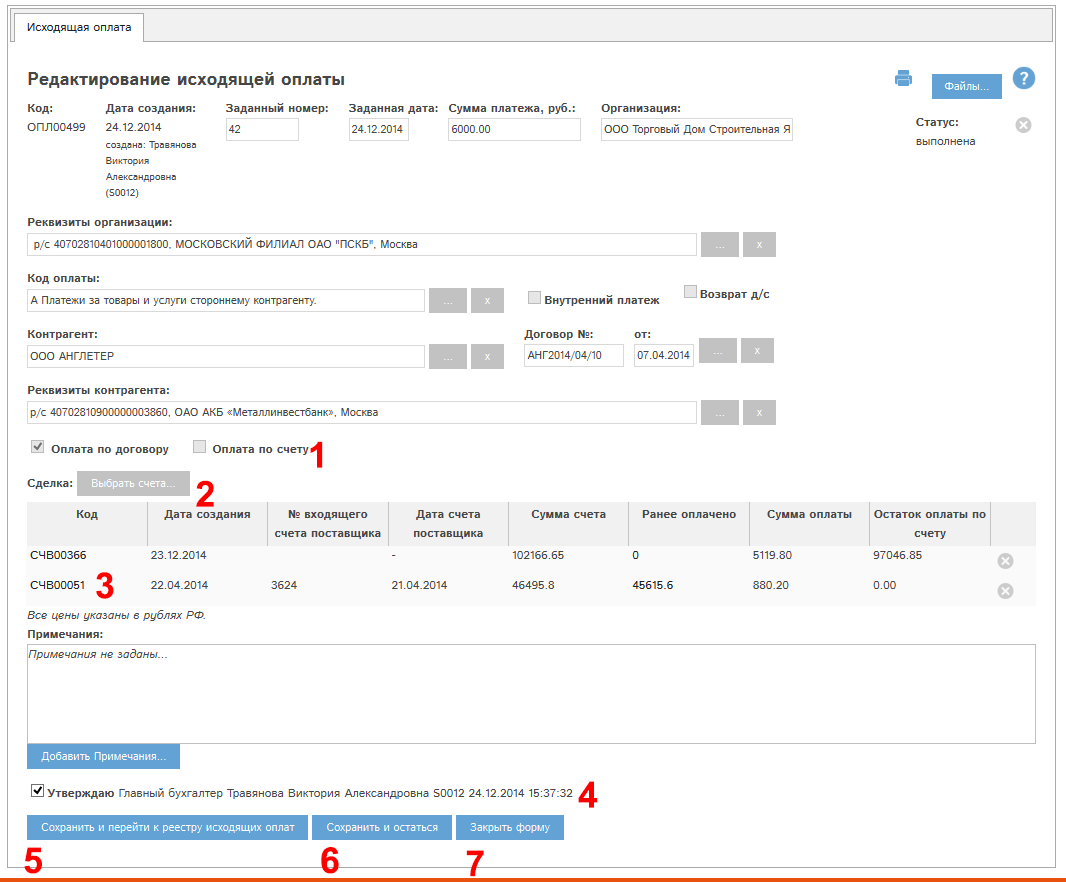 Исходящая оплата
Редактирование исходящей оплаты
Файлы...
?
Код: Дата создания: Заданный номер: Заданная дата: Сумма платежа, руб.: Организация:
Статус:
ОПЛ00499 24.12.2014 42 24.12.2014 6000.00 ООО Торговый Дом Строительная Я
выполнена
создана: Травянова
Виктория
Александровна
(S0012)
Реквизиты организации:
р/с 40702810401000001800, МОСКОВСКИЙ ФИЛИАЛ ОАО "ПСКБ", Москва ... x
Код оплаты:
А Платежи за товары и услуги стороннему контрагенту. ... x Внутренний платеж Возврат д/с
Контрагент: Договор №: от:
ООО АНГЛЕТЕР ... x АНГ2014/04/10 07.04.2014 ... x
Реквизиты контрагента:
р/с 40702810900000003860, ОАО АКБ «Металлинвестбанк», Москва ... x
Оплата по договору Оплата по счету 1
Сделка: Выбрать счета... 2
Код Дата создания № входящего Дата счета Сумма счета Ранее оплачено Сумма оплаты Остаток оплаты по
счета поставщика поставщика счету
СЧВ00366 23.12.2014 - 102166.65 0 5119.80 97046.85
СЧВ00051 3 22.04.2014 3624 21.04.2014 46495.8 45615.6 880.20 0.00
Все цены указаны в рублях РФ.
Примечания:
Примечания не заданы...
Добавить Примечания...
Утверждаю Главный бухгалтер Травянова Виктория Александровна S0012 24.12.2014 15:37:32 4
Сохранить и перейти к реестру исходящих оплат Сохранить и остаться Закрыть форму
5 6 7